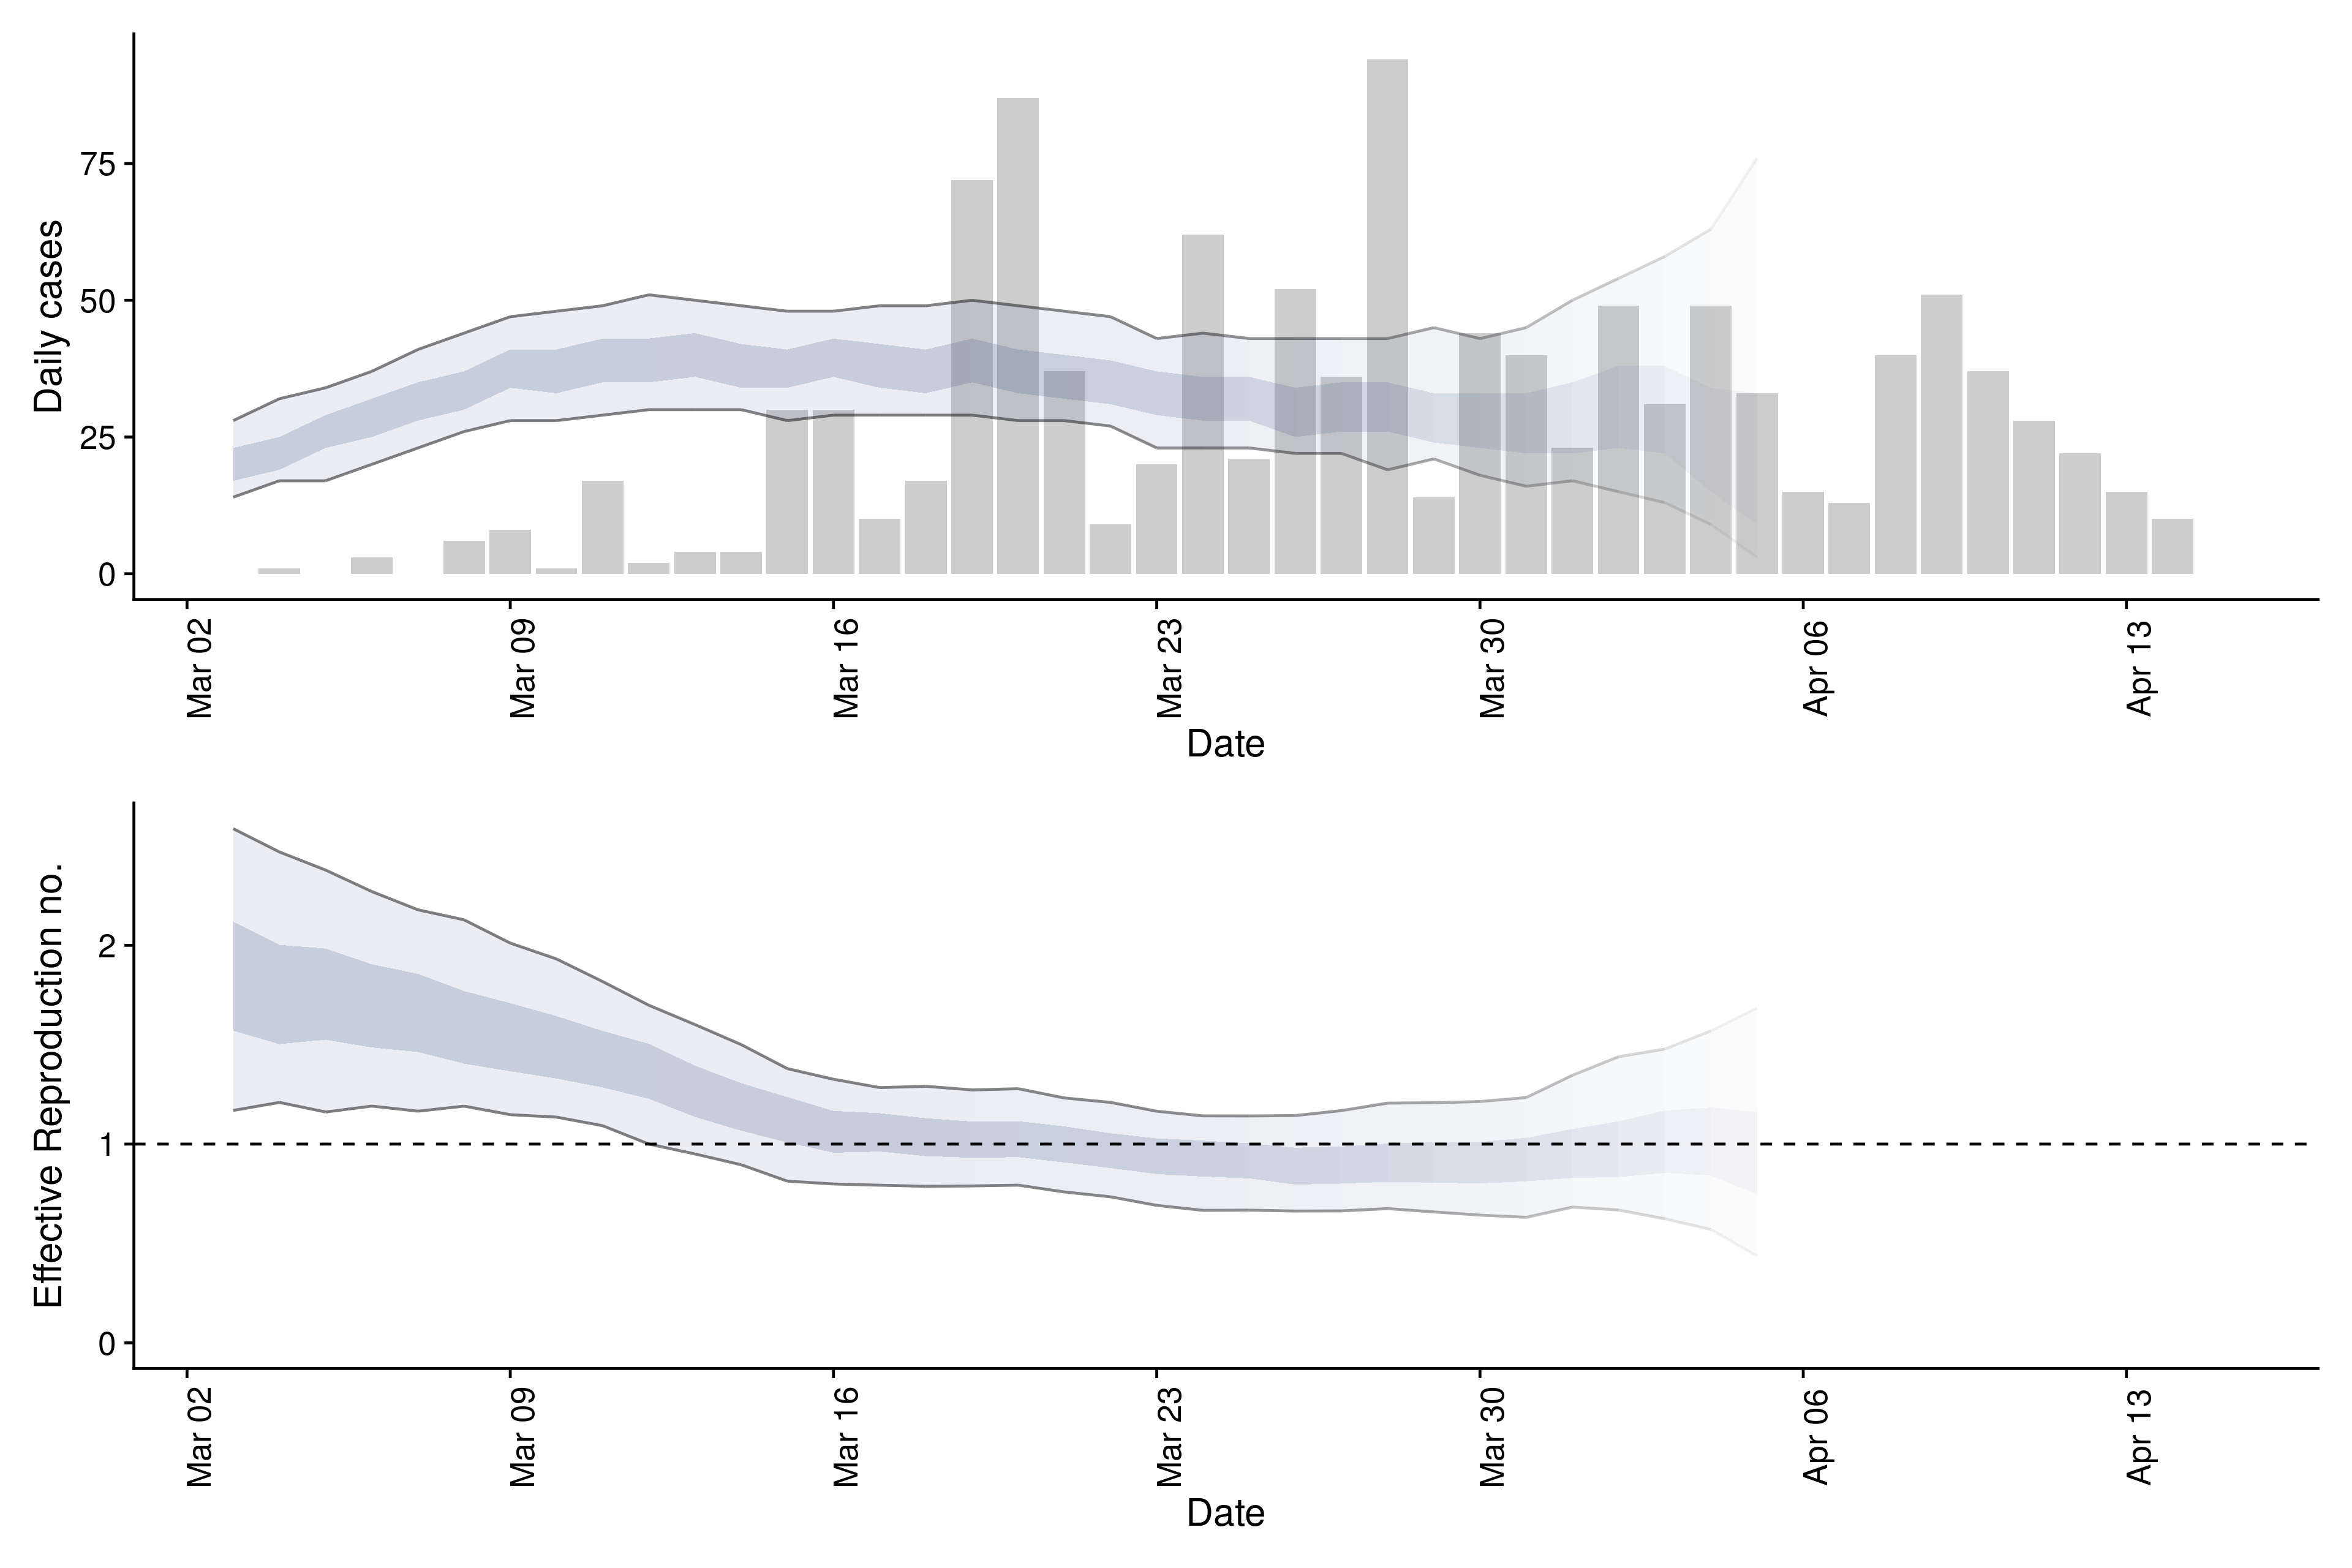 Daily cases
75
50
25
0
Mar 02
Mar 09
Mar 16
Mar 23
Mar 30
Apr 06
Apr 13
Date
Effective Reproduction no.
2
1
0
Mar 02
Mar 09
Mar 16
Mar 23
Mar 30
Apr 06
Apr 13
Date